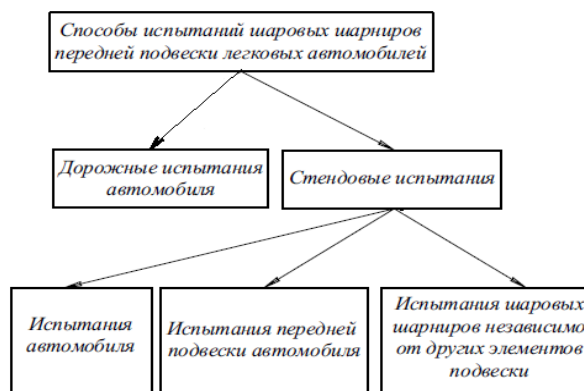 Способы испытаний шаровых шарниров
передней подвески легковых автомобилей
Дорожные испытания
автомобиля
Стендовые испытания
Испытания
автомобиля
Испытания передней
подвески автомобиля
Испытания шаровых
шарниров независимо
от других элементов
подвески